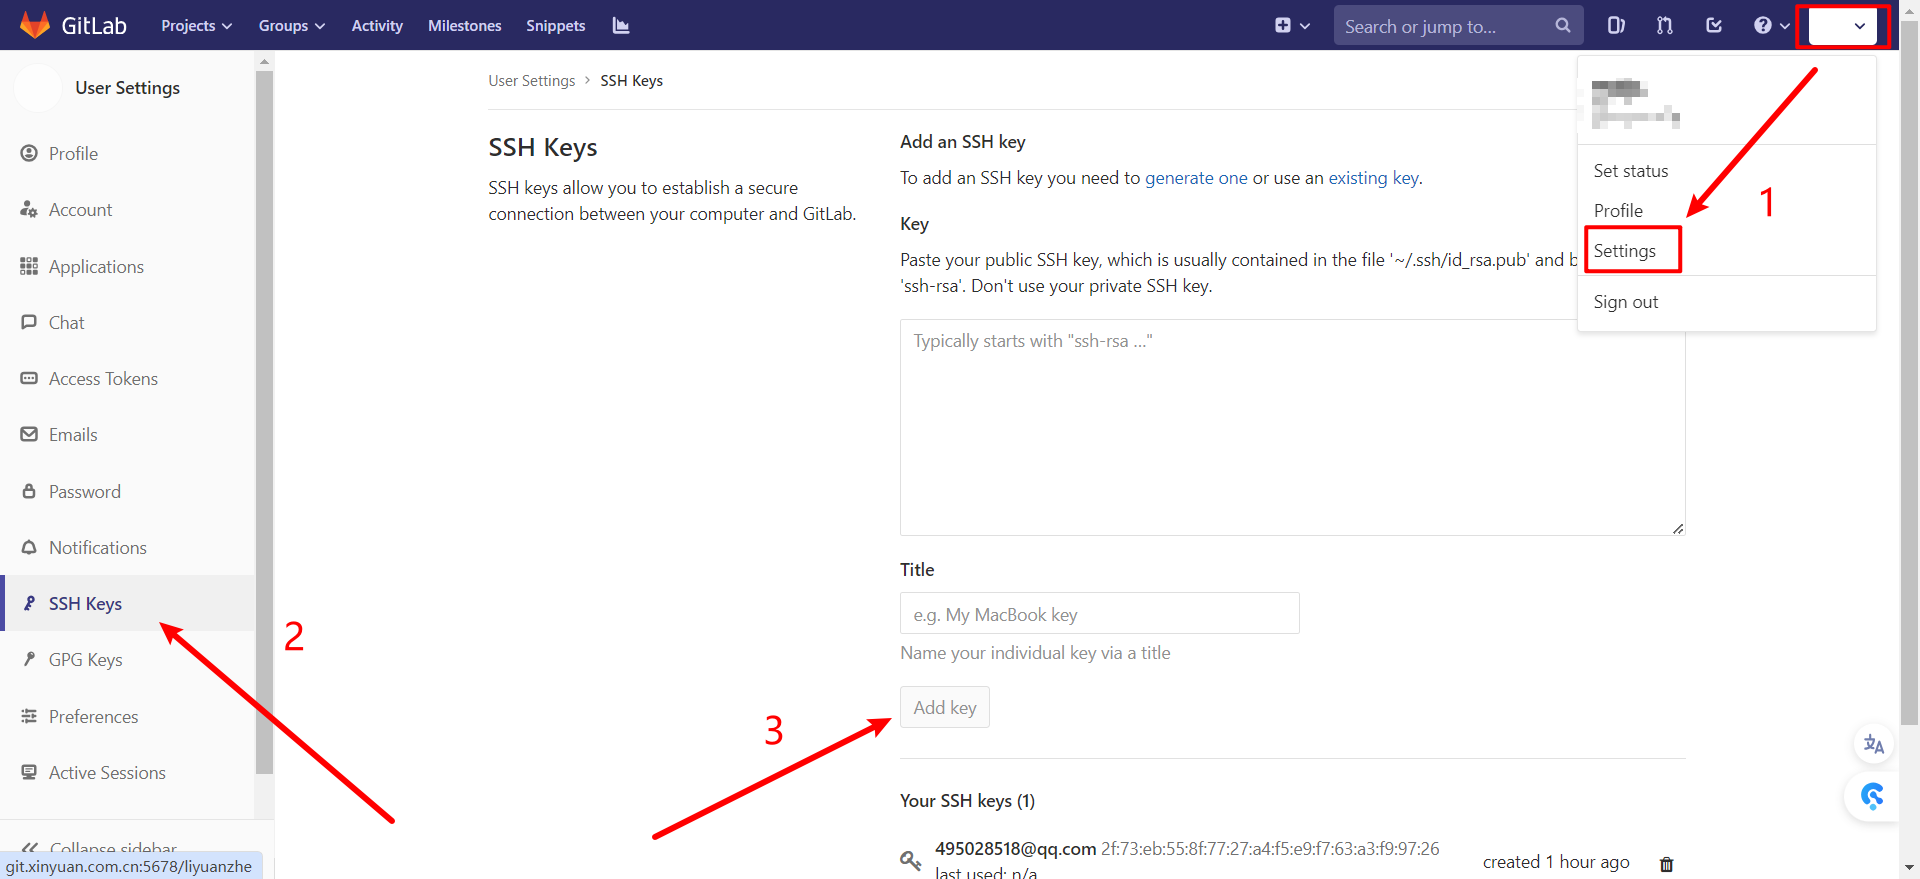 GitLab
Projects
Groups
Activity
Milestones
Snippets
Search or jump to...
User Settings
Profile
Account
Applications
Chat
Access Tokens
Emails
Password
Notifications
SSH Keys
GPG Keys
Preferences
Active Sessions
Collapse sidebar
git.xinyuan.com.cn:5678/liyuanzhe
User Settings > SSH Keys
SSH Keys
SSH keys allow you to establish a secure
connection between your computer and GitLab.
Add an SSH key
To add an SSH key you need to generate one or use an existing key.
Key
Paste your public SSH key, which is usually contained in the file '~/.ssh/id_rsa.pub' and b
'ssh-rsa'. Don't use your private SSH key.
Typically starts with "ssh-rsa ..."
Title
e.g. My MacBook key
Name your individual key via a title
Add key
Your SSH keys (1)
495028518@qq.com 2f:73:eb:55:8f:77:27:a4:f5:e9:f7:63:a3:f9:97:26
last used: n/a
created 1 hour ago
Set status
Profile
Settings
Sign out
1
2
3